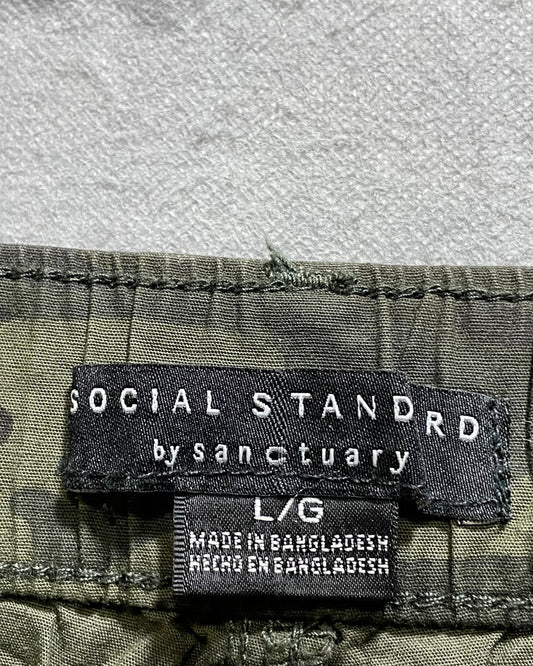 SOCIAL STANDRD
by sanctuary
L/G
MADE IN BANGLADESH
HECHO EN BANGLADESH